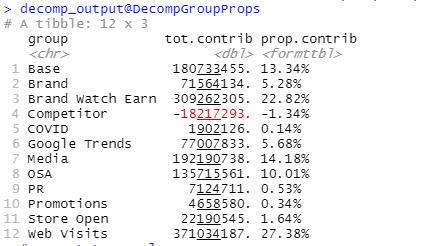 > decomp_output@DecompGroupProps
# A tibble: 12 x 3
group tot.contrib prop.contrib
<chr> <dbl> <formttbl>
1 Base 180733455. 13.34%
2 Brand 71564134. 5.28%
3 Brand Watch Earn 309262305. 22.82%
4 Competitor -18217293. -1.34%
5 COVID 1902126. 0.14%
6 Google Trends 77007833. 5.68%
7 Media 192190738. 14.18%
8 OSA 135715561. 10.01%
9 PR 7124711. 0.53%
10 Promotions 4658580. 0.34%
11 Store Open 22190545. 1.64%
12 Web Visits 371034187. 27.38%